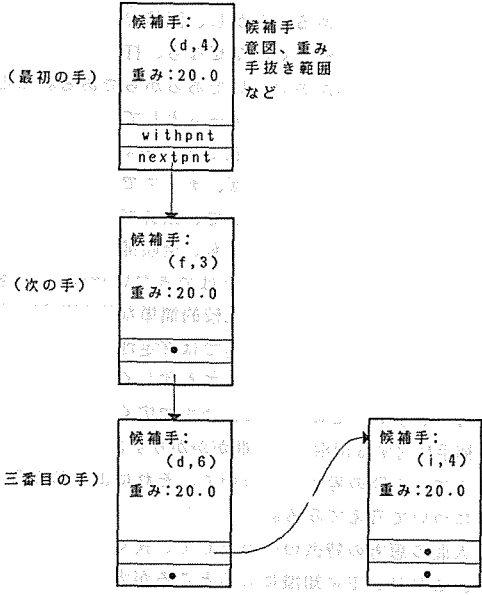 候補手:
(d,4)
重み:20.0
withpnt
nextpnt
候補手
意図、重み
手抜き範囲
など
(最初の手)
候補手:
(f,3)
重み:20.0
(次の手)
候補手:
(d,6)
重み:20.0
三番目の手)
候補手:
(i,4)
重み:20.0